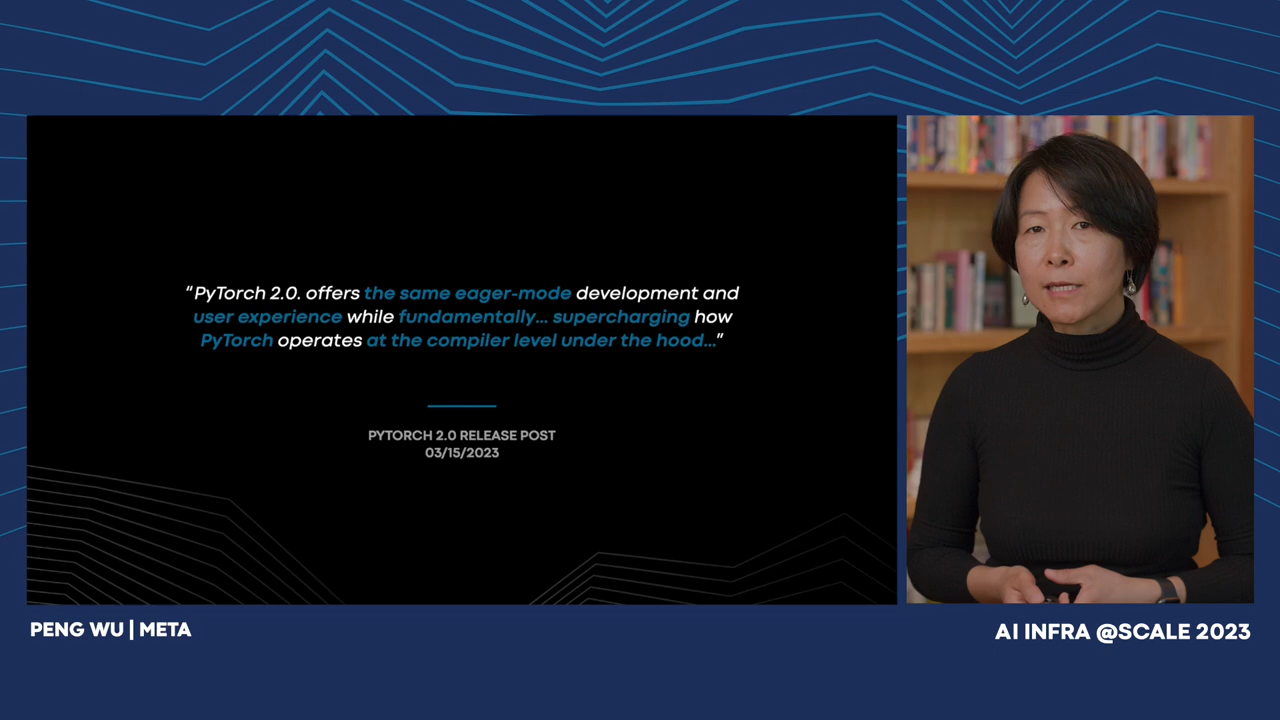 "PyTorch 2.0. offers the same eager-mode development and
user experience while fundamentally... supercharging how
PyTorch operates at the compiler level under the hood..."
PYTORCH 2.0 RELEASE POST
03/15/2023
PENG WU | META
AI INFRA @SCALE 2023